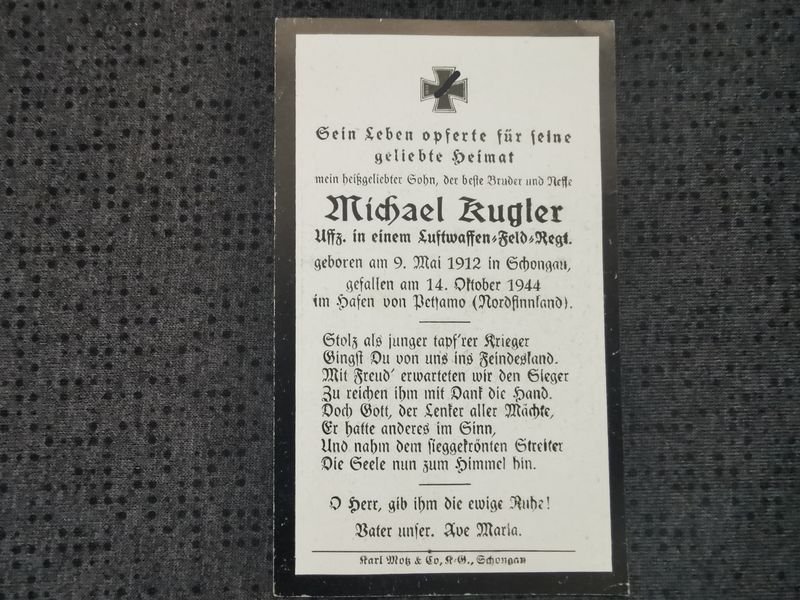 Sein Leben opferte für seine
geliebte Heimat
mein heißgeliebter Sohn, der beste Bruder und Neffe
Michael Kugler
Uffz. in einem Luftwaffen-Feld-Regt.
geboren am 9. Mai 1912 in Schongau,
gefallen am 14. Oktober 1944
im Hafen von Petsamo (Nordfinnland).
Stolz als junger tapf'rer Krieger
Gingst Du von uns ins Feindesland.
Mit Freud' erwarteten wir den Sieger
Zu reichen ihm mit Dank die Hand.
Doch Gott, der Lenker aller Mächte,
Er hatte anderes im Sinn,
Und nahm dem sieggekrönten Streiter
Die Seele nun zum Himmel hin.
O Herr, gib ihm die ewige Ruhe!
Vater unser. Ave Maria.
Karl Motz & Co, K.-G., Schongau